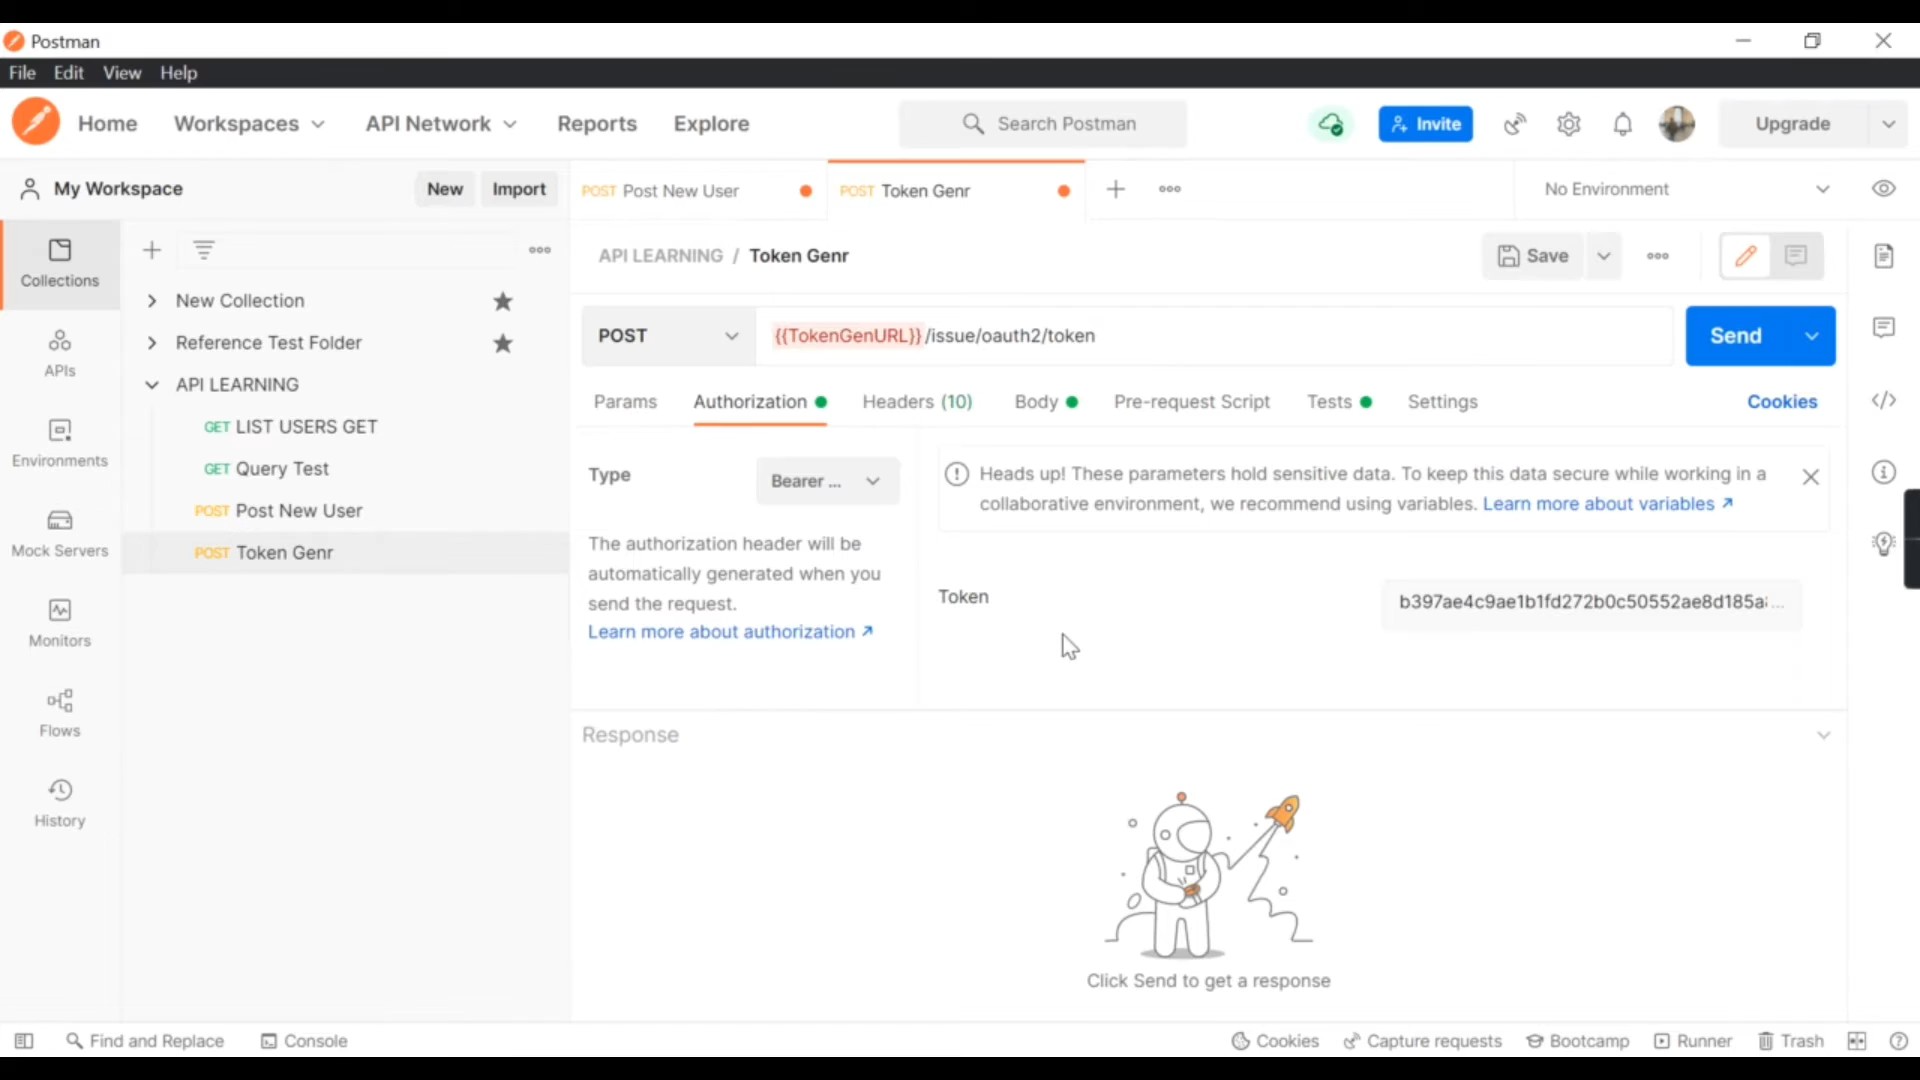 Postman
File Edit View Help
Home Workspaces API Network Reports Explore Search Postman Invite Upgrade
My Workspace New Import POST Post New User POST Token Genr No Environment
Collections
APIs
Environments
Mock Servers
Monitors
Flows
History
New Collection
Reference Test Folder
API LEARNING
GET LIST USERS GET
GET Query Test
POST Post New User
POST Token Genr
API LEARNING / Token Genr Save
POST {{TokenGenURL}}/issue/oauth2/token Send
Params Authorization Headers (10) Body Pre-request Script Tests Settings Cookies
Type Bearer ...
The authorization header will be
automatically generated when you
send the request.
Learn more about authorization
Heads up! These parameters hold sensitive data. To keep this data secure while working in a
collaborative environment, we recommend using variables. Learn more about variables
Token b397ae4c9ae1b1fd272b0c50552ae8d185a...
Response
Click Send to get a response
Find and Replace Console Cookies Capture requests Bootcamp Runner Trash